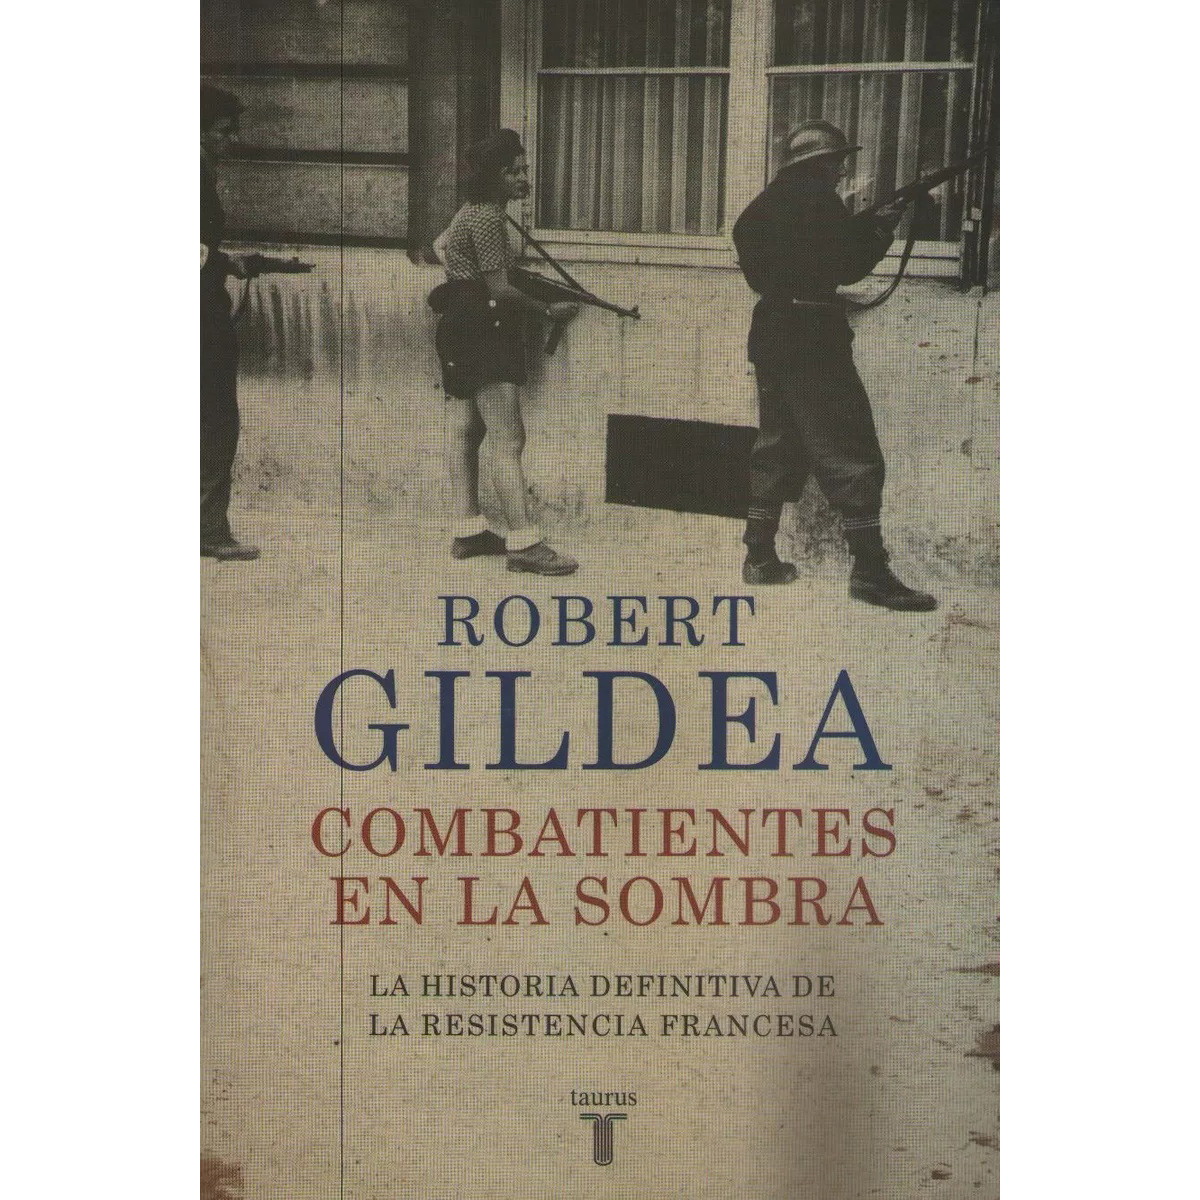 ROBERT
GILDEA
COMBATIENTES
EN LA SOMBRA
LA HISTORIA DEFINITIVA DE
LA RESISTENCIA FRANCESA
taurus